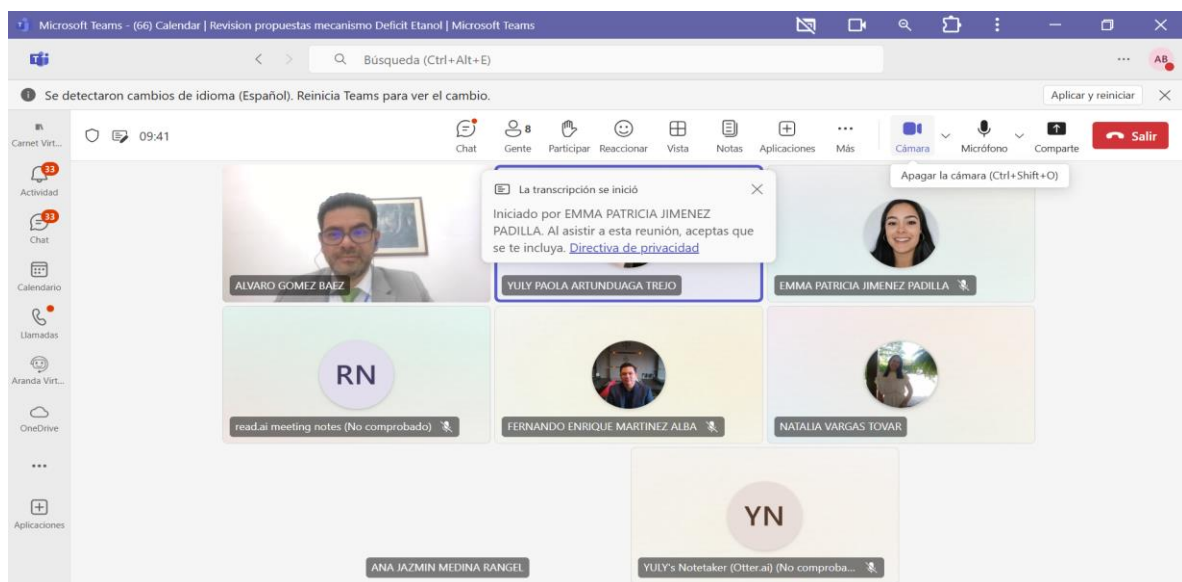 Microsoft Teams - (66) Calendar | Revision propuestas mecanismo Deficit Etanol | Microsoft Teams
Búsqueda (Ctrl+Alt+E)
AB
Se detectaron cambios de idioma (Español). Reinicia Teams para ver el cambio.
Aplicar y reiniciar
Carnet Virt...
09:41
Chat
8
Gente
Participar
Reaccionar
Vista
Notas
Aplicaciones
Más
Cámara
Micrófono
Comparte
Salir
33
Actividad
33
Chat
Calendario
Llamadas
Aranda Virt...
OneDrive
Aplicaciones
Apagar la cámara (Ctrl+Shift+O)
La transcripción se inició
Iniciado por EMMA PATRICIA JIMENEZ
PADILLA. Al asistir a esta reunión, aceptas que
se te incluya. Directiva de privacidad
ALVARO GOMEZ BAEZ
YULY PAOLA ARTUNDUAGA TREJO
EMMA PATRICIA JIMENEZ PADILLA
RN
read.ai meeting notes (No comprobado)
FERNANDO ENRIQUE MARTINEZ ALBA
NATALIA VARGAS TOVAR
ANA JAZMIN MEDINA RANGEL
YN
YULY's Notetaker (Otter.ai) (No comproba...